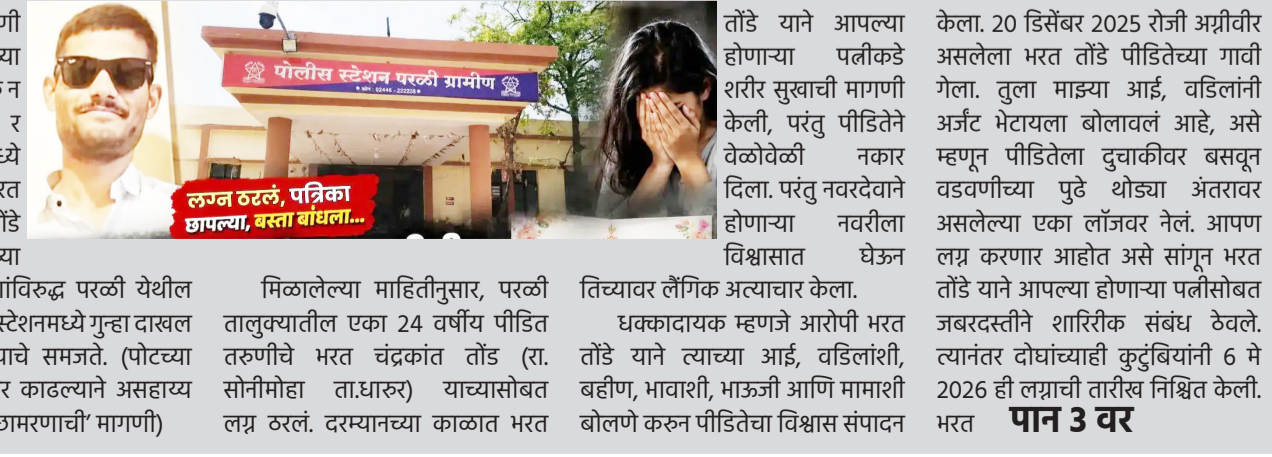 णी
च्या
न
र
ध्ये
रत
तोंडे
च्या
गांविरुद्ध परळी येथील
स्टेशनमध्ये गुन्हा दाखल
चाचे समजते. (पोटच्या
र काढल्याने असहाय्य
छामरणाची' मागणी)
पोलीस स्टेशन परळी ग्रामीण
फोन : 02446 - 222228
लग्न ठरलं, पत्रिका
छापल्या, बस्ता बांधला...
मिळालेल्या माहितीनुसार, परळी
तालुक्यातील एका 24 वर्षीय पीडित
तरुणीचे भरत चंद्रकांत तोंड (रा.
सोनीमोहा ता.धारुर) याच्यासोबत
लग्न ठरलं. दरम्यानच्या काळात भरत
तोंडे याने आपल्या
होणाऱ्या पत्नीकडे
शरीर सुखाची मागणी
केली, परंतु पीडितेने
वेळोवेळी नकार
दिला. परंतु नवरदेवाने
होणाऱ्या नवरीला
विश्वासात घेऊन
तिच्यावर लैंगिक अत्याचार केला.
धक्कादायक म्हणजे आरोपी भरत
तोंडे याने त्याच्या आई, वडिलांशी,
बहीण, भावाशी, भाऊजी आणि मामाशी
बोलणे करुन पीडितेचा विश्वास संपादन
केला. 20 डिसेंबर 2025 रोजी अग्नीवीर
असलेला भरत तोंडे पीडितेच्या गावी
गेला. तुला माझ्या आई, वडिलांनी
अर्जंट भेटायला बोलावलं आहे, असे
म्हणून पीडितेला दुचाकीवर बसवून
वडवणीच्या पुढे थोड्या अंतरावर
असलेल्या एका लॉजवर नेलं. आपण
लग्न करणार आहोत असे सांगून भरत
तोंडे याने आपल्या होणाऱ्या पत्नीसोबत
जबरदस्तीने शारिरीक संबंध ठेवले.
त्यानंतर दोघांच्याही कुटुंबियांनी 6 मे
2026 ही लग्नाची तारीख निश्चित केली.
भरत पान 3 वर